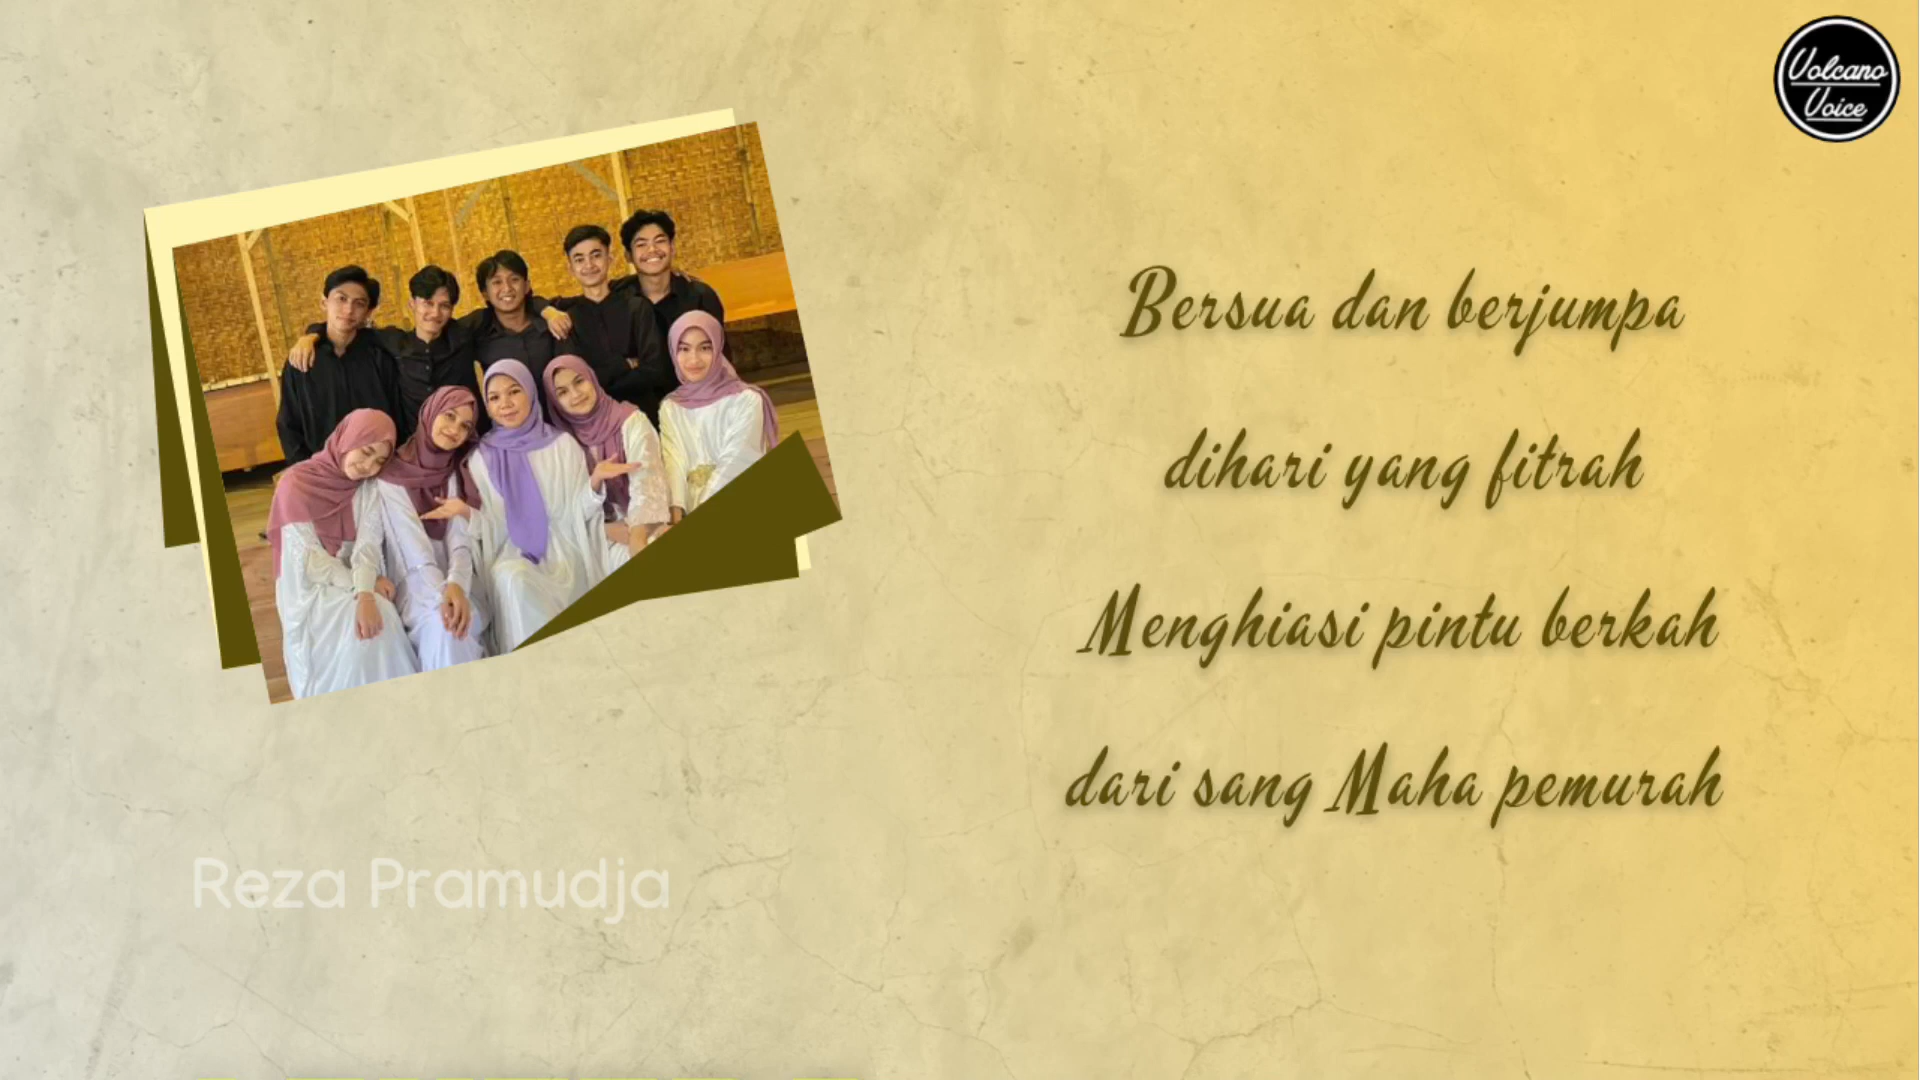 Volcano
Voice
Bersua dan berjumpa
dihari yang fitrah
Menghiasi pintu berkah
dari sang Maha pemurah
Reza Pramudja